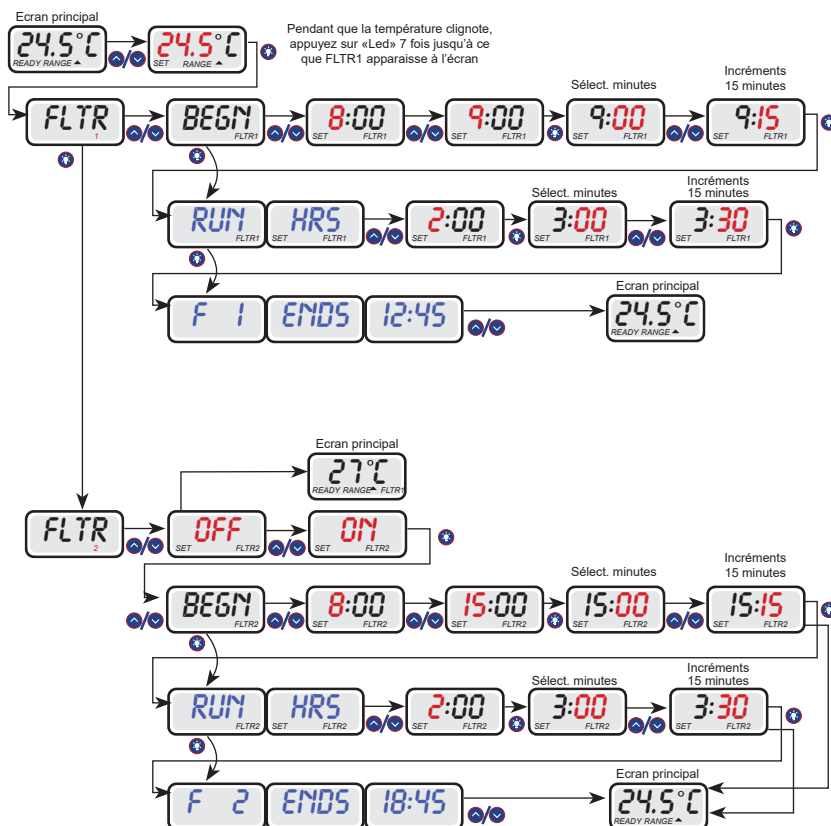 Ecran principal
24.5°C
READY RANGE
24.5°C
SET RANGE
Pendant que la température clignote,
appuyez sur «Led» 7 fois jusqu'à ce
que FLTR1 apparaisse à l'écran
Sélect. minutes
Incréments
15 minutes
FLTR
1
BEGN
FLTR1
8:00
SET FLTR1
9:00
SET FLTR1
9:00
SET FLTR1
9:15
SET FLTR1
Sélect. minutes
Incréments
15 minutes
RUN
FLTR1
HRS
SET FLTR1
2:00
SET FLTR1
3:00
SET FLTR1
3:30
SET FLTR1
F 1
ENDS
12:45
Ecran principal
24.5°C
READY RANGE
Ecran principal
27°C
READY RANGE FLTR1
FLTR
2
OFF
SET FLTR2
ON
SET FLTR2
Sélect. minutes
Incréments
15 minutes
BEGN
FLTR2
8:00
SET FLTR2
15:00
SET FLTR2
15:00
SET FLTR2
15:15
SET FLTR2
Sélect. minutes
Incréments
15 minutes
RUN
FLTR2
HRS
SET FLTR2
2:00
SET FLTR2
3:00
SET FLTR2
3:30
SET FLTR2
F 2
ENDS
18:45
Ecran principal
24.5°C
READY RANGE